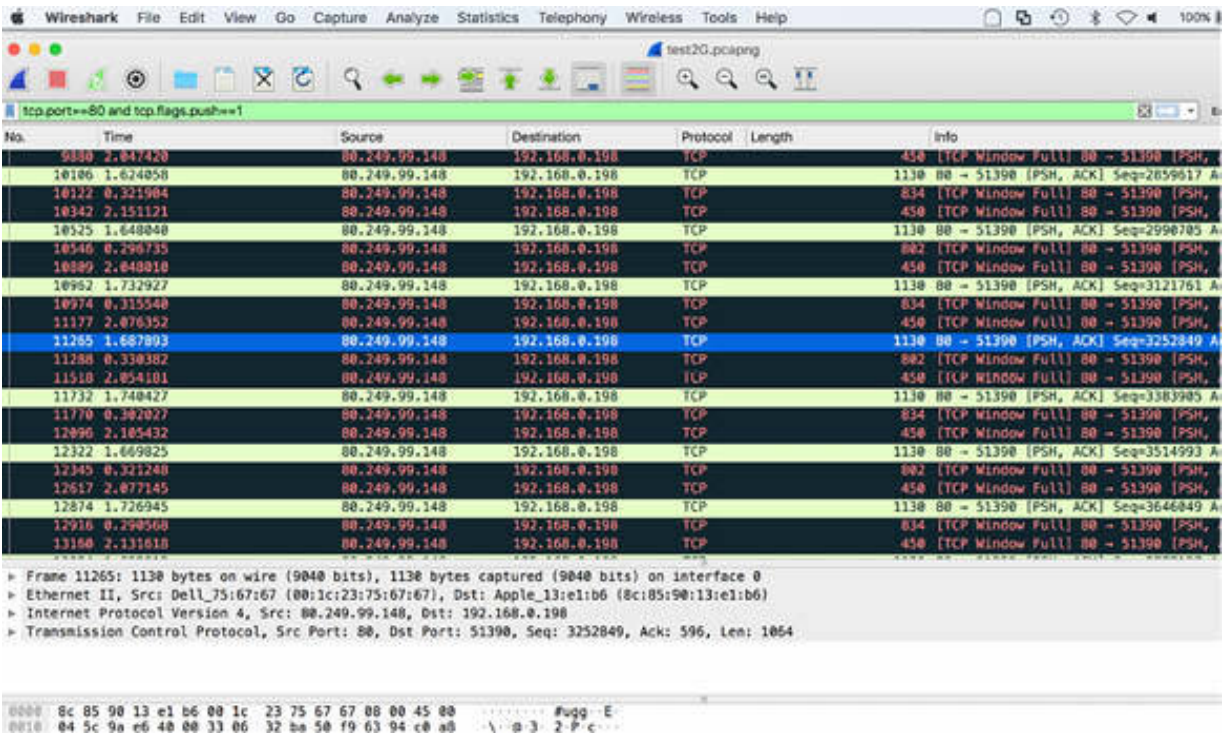 Wireshark File Edit View Go Capture Analyze Statistics Telephony Wireless Tools Help 100%
test2G.pcapng
tcp.port==80 and tcp.flags.push==1
No. Time Source Destination Protocol Length Info
9880 2.047420 80.249.99.148 192.168.0.198 TCP 450 [TCP Window Full] 80 → 51390 [PSH,
10106 1.624058 80.249.99.148 192.168.0.198 TCP 1130 80 → 51390 [PSH, ACK] Seq=2859617
10122 0.321904 80.249.99.148 192.168.0.198 TCP 834 [TCP Window Full] 80 → 51390 [PSH,
10342 2.151121 80.249.99.148 192.168.0.198 TCP 450 [TCP Window Full] 80 → 51390 [PSH,
10525 1.648040 80.249.99.148 192.168.0.198 TCP 1130 80 → 51390 [PSH, ACK] Seq=2990705
10546 0.296735 80.249.99.148 192.168.0.198 TCP 802 [TCP Window Full] 80 → 51390 [PSH,
10809 2.048010 80.249.99.148 192.168.0.198 TCP 450 [TCP Window Full] 80 → 51390 [PSH,
10962 1.732927 80.249.99.148 192.168.0.198 TCP 1130 80 → 51390 [PSH, ACK] Seq=3121761
10974 0.315540 80.249.99.148 192.168.0.198 TCP 834 [TCP Window Full] 80 → 51390 [PSH,
11177 2.076352 80.249.99.148 192.168.0.198 TCP 450 [TCP Window Full] 80 → 51390 [PSH,
11265 1.687893 80.249.99.148 192.168.0.198 TCP 1130 80 → 51390 [PSH, ACK] Seq=3252849
11288 0.330382 80.249.99.148 192.168.0.198 TCP 802 [TCP Window Full] 80 → 51390 [PSH,
11518 2.054181 80.249.99.148 192.168.0.198 TCP 450 [TCP Window Full] 80 → 51390 [PSH,
11732 1.740427 80.249.99.148 192.168.0.198 TCP 1130 80 → 51390 [PSH, ACK] Seq=3383905
11770 0.302027 80.249.99.148 192.168.0.198 TCP 834 [TCP Window Full] 80 → 51390 [PSH,
12096 2.105432 80.249.99.148 192.168.0.198 TCP 450 [TCP Window Full] 80 → 51390 [PSH,
12322 1.669825 80.249.99.148 192.168.0.198 TCP 1130 80 → 51390 [PSH, ACK] Seq=3514993
12345 0.321248 80.249.99.148 192.168.0.198 TCP 802 [TCP Window Full] 80 → 51390 [PSH,
12617 2.077145 80.249.99.148 192.168.0.198 TCP 450 [TCP Window Full] 80 → 51390 [PSH,
12874 1.726945 80.249.99.148 192.168.0.198 TCP 1130 80 → 51390 [PSH, ACK] Seq=3646049
12916 0.290568 80.249.99.148 192.168.0.198 TCP 834 [TCP Window Full] 80 → 51390 [PSH,
13160 2.131618 80.249.99.148 192.168.0.198 TCP 450 [TCP Window Full] 80 → 51390 [PSH,
Frame 11265: 1130 bytes on wire (9040 bits), 1130 bytes captured (9040 bits) on interface 0
Ethernet II, Src: Dell_75:67:67 (00:1c:23:75:67:67), Dst: Apple_13:e1:b6 (8c:85:90:13:e1:b6)
Internet Protocol Version 4, Src: 80.249.99.148, Dst: 192.168.0.198
Transmission Control Protocol, Src Port: 80, Dst Port: 51390, Seq: 3252849, Ack: 596, Len: 1064
0000 8c 85 90 13 e1 b6 00 1c 23 75 67 67 08 00 45 00 ········ #ugg··E·
0010 04 5c 9a e6 40 00 33 06 32 ba 50 f9 63 94 c0 a8 ·\··@·3· 2·P·c···